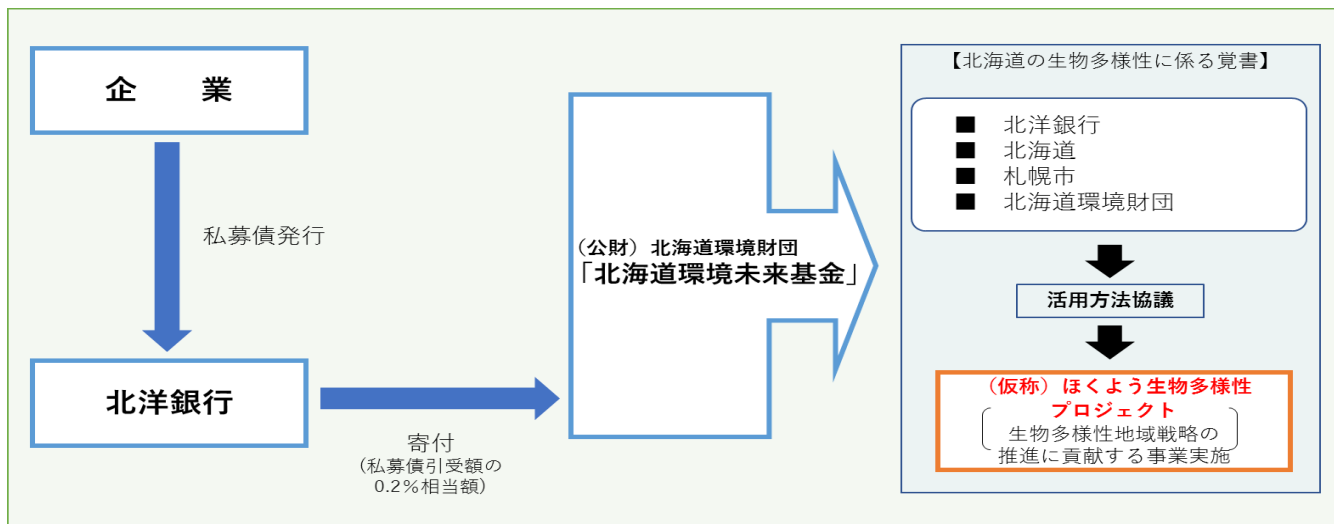 企　業
私募債発行
北洋銀行
寄付
(私募債引受額の
0.2%相当額)
（公財）北海道環境財団
「北海道環境未来基金」
【北海道の生物多様性に係る覚書】
■ 北洋銀行
■ 北海道
■ 札幌市
■ 北海道環境財団
活用方法協議
（仮称）ほくよう生物多様性
プロジェクト
生物多様性地域戦略の
推進に貢献する事業実施